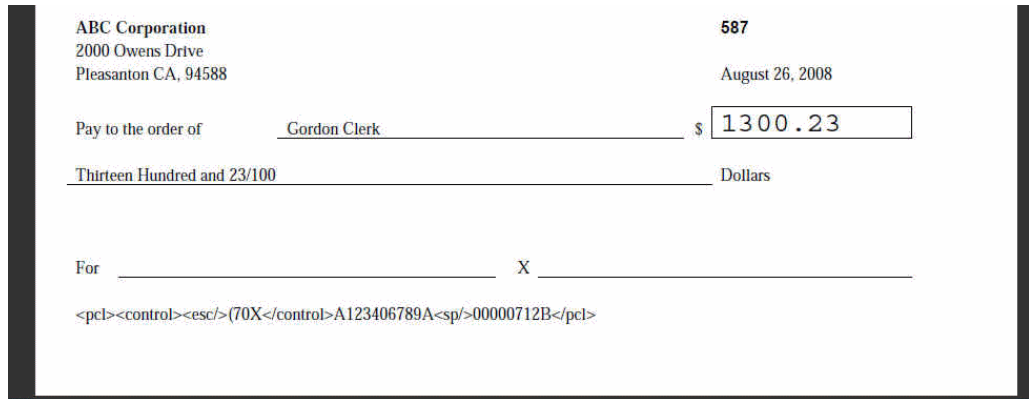 ABC Corporation 587
2000 Owens Drive
Pleasanton CA, 94588 August 26, 2008
Pay to the order of Gordon Clerk $ 1300.23
Thirteen Hundred and 23/100 Dollars
For X
<pcl><control><esc/>(70X</control>A123406789A<sp/>00000712B</pcl>